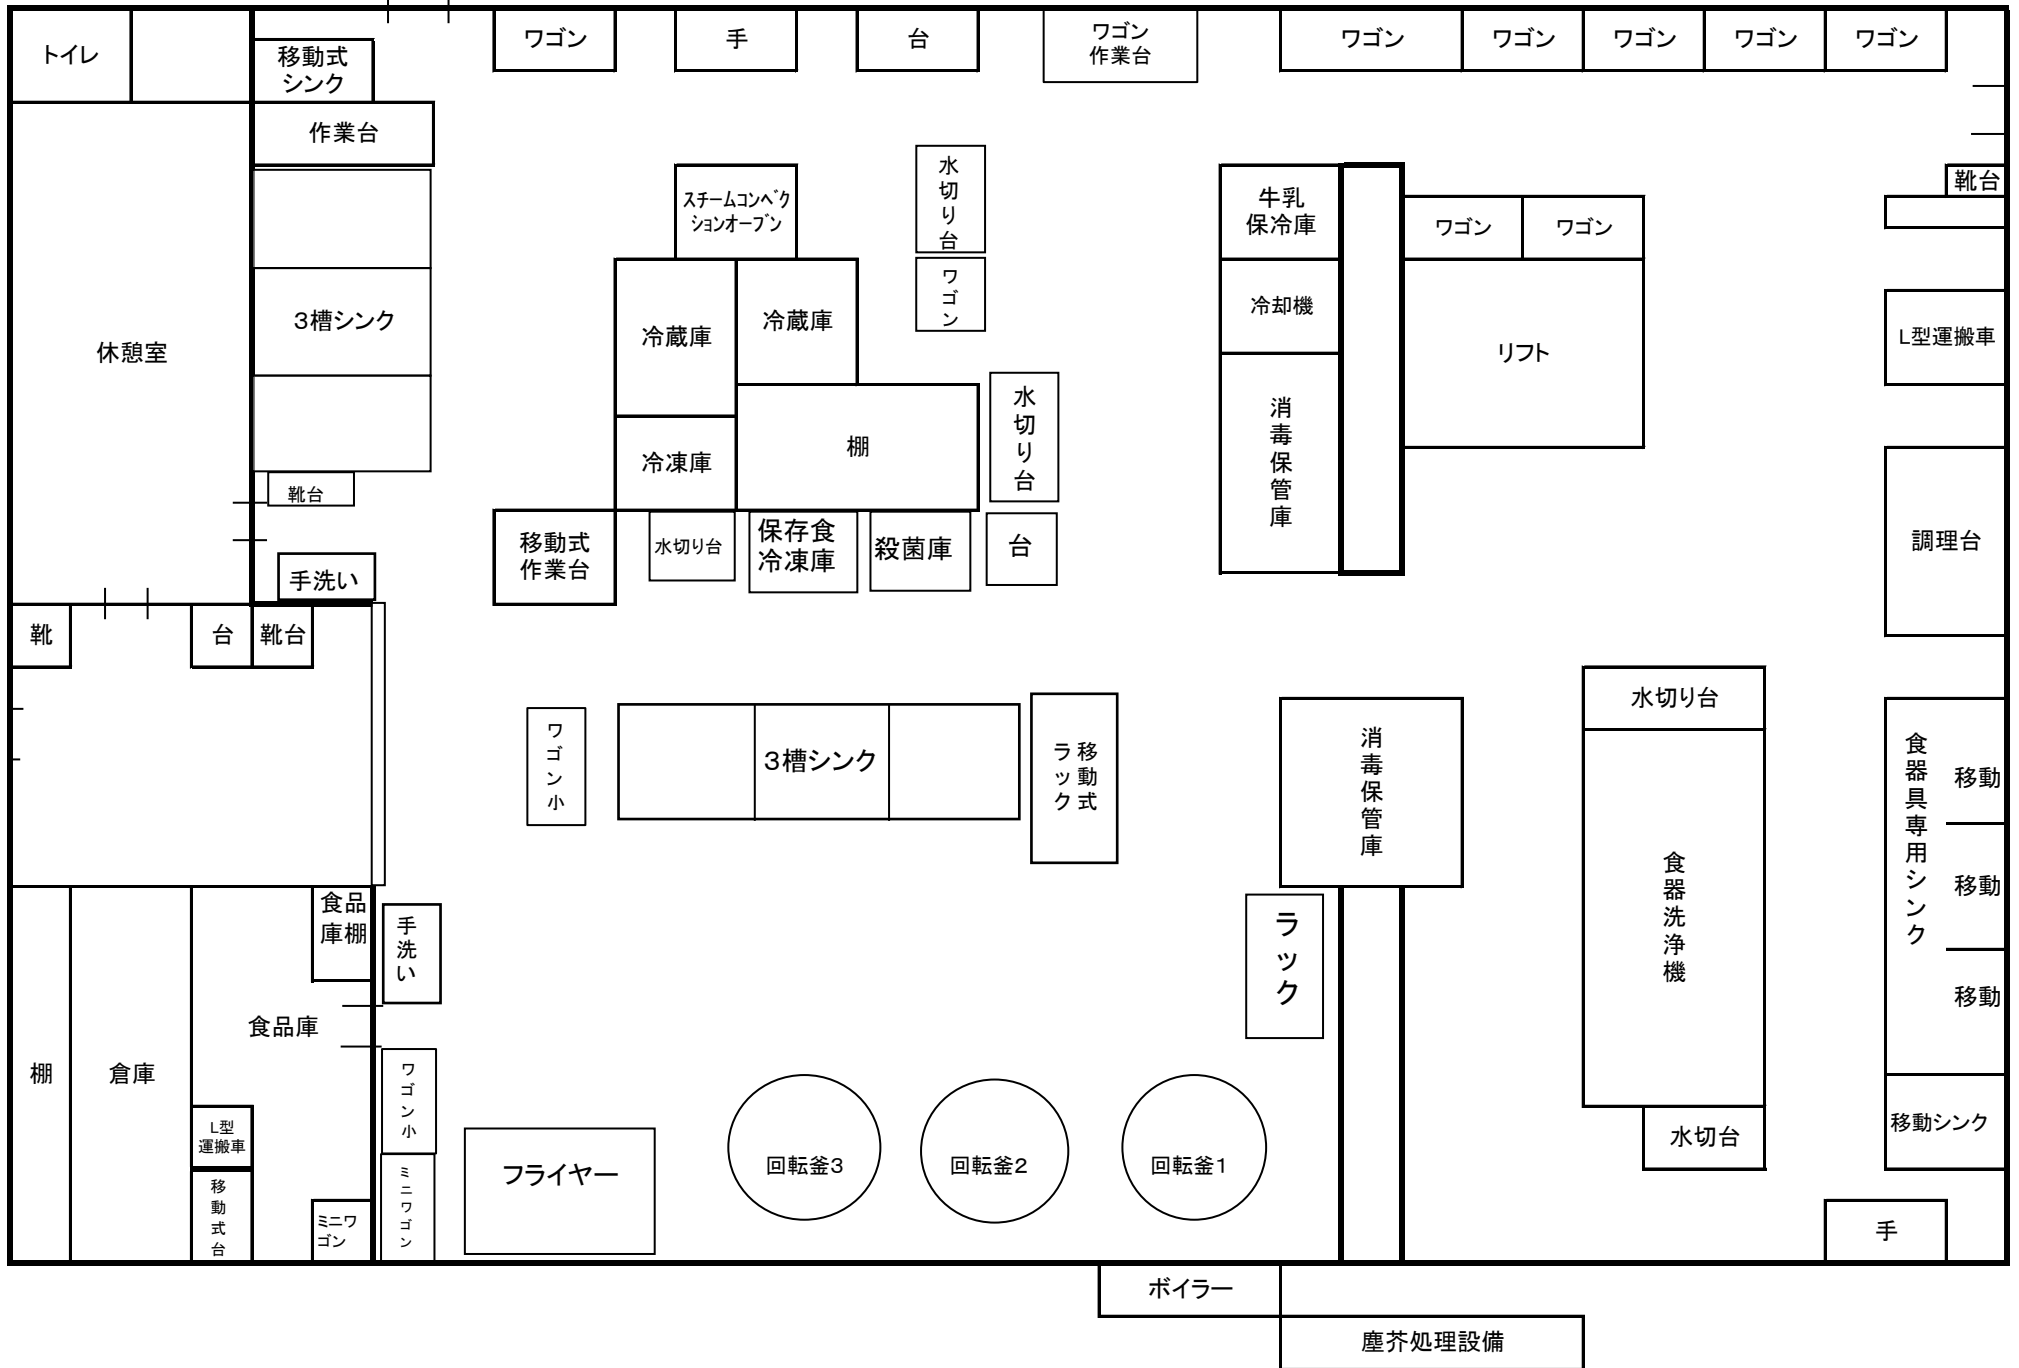 トイレ
移動式
シンク
ワゴン
手
台
ワゴン
作業台
ワゴン
ワゴン
ワゴン
ワゴン
ワゴン
作業台
水切り台
スチームコンベク
ションオーブン
牛乳
保冷庫
靴台
ワゴン
ワゴン
ワゴン
3槽シンク
休憩室
冷蔵庫
冷蔵庫
冷却機
リフト
L型運搬車
水切り台
棚
冷凍庫
消毒保管庫
靴台
移動式
作業台
水切り台
保存食
冷凍庫
殺菌庫
台
調理台
手洗い
靴
台
靴台
ワゴン小
3槽シンク
移動式
ラック
消毒保管庫
水切り台
食器洗浄機
食器具専用シンク
移動
移動
移動
食品
庫棚
手洗い
ラック
食品庫
棚
倉庫
ワゴン小
L型
運搬車
移動式台
ミニワ
ゴン
ミニワゴン
フライヤー
回転釜3
回転釜2
回転釜1
水切台
移動シンク
手
ボイラー
塵芥処理設備